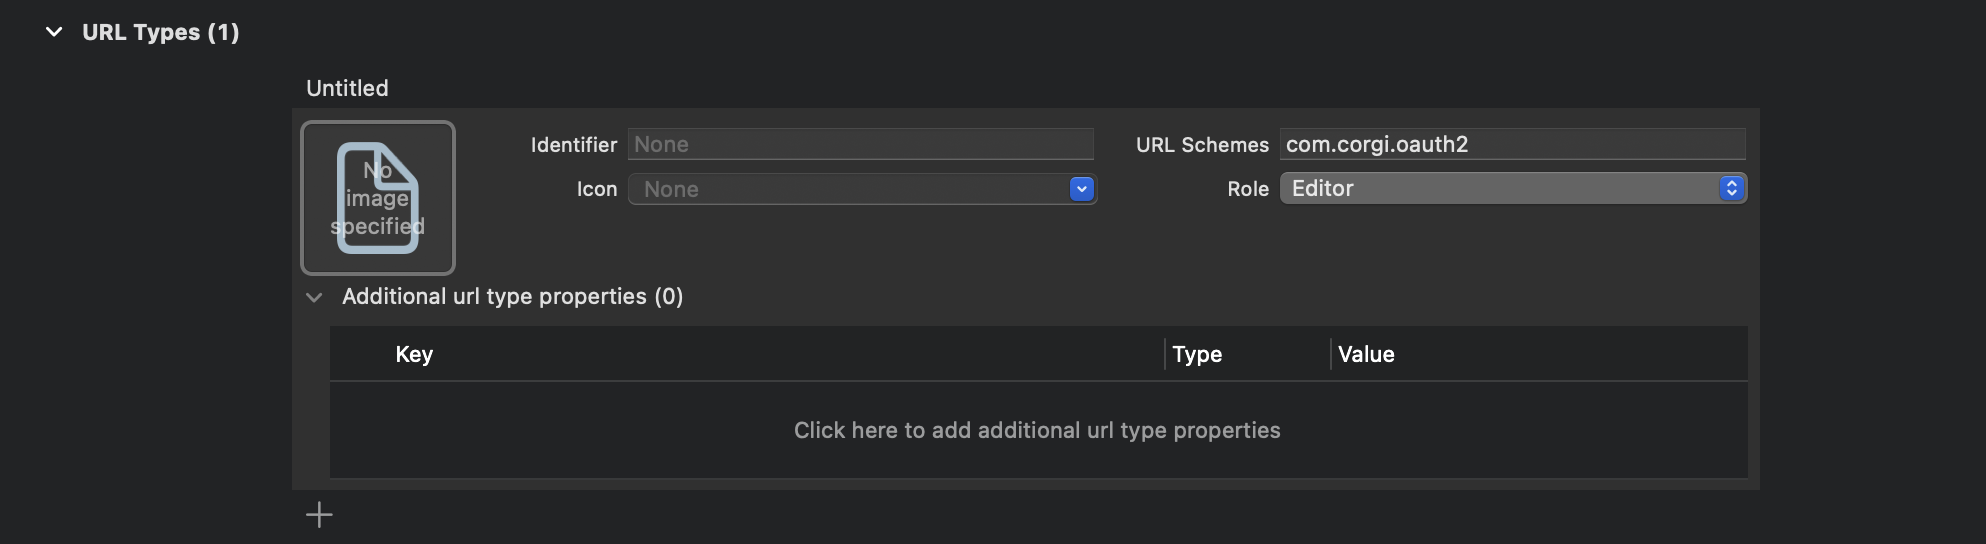 URL Types (1)
Untitled
No
image
specified
Identifier None
URL Schemes com.corgi.oauth2
Icon None
Role Editor
Additional url type properties (0)
Key Type Value
Click here to add additional url type properties